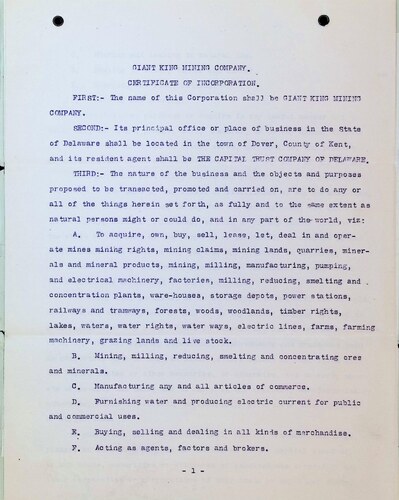 GIANT KING MINING COMPANY.
CERTIFICATE OF INCORPORATION.
FIRST:- The name of this Corporation shall be GIANT KING MINING
COMPANY.
SECOND:- Its principal office or place of business in the State
of Delaware shall be located in the town of Dover, County of Kent,
and its resident agent shall be THE CAPITAL TRUST COMPANY OF DELAWARE.
THIRD:- The nature of the business and the objects and purposes
proposed to be transacted, promoted and carried on, are to do any or
all of the things herein set forth, as fully and to the same extent as
natural persons might or could do, and in any part of the world, viz:
A. To acquire, own, buy, sell, lease, let, deal in and oper-
ate mines mining rights, mining claims, mining lands, quarries, miner-
als and mineral products, mining, milling, manufacturing, pumping,
and electrical machinery, factories, milling, reducing, smelting and
concentration plants, ware-houses, storage depots, power stations,
railways and tramways, forests, woods, woodlands, timber rights,
lakes, waters, water rights, water ways, electric lines, farms, farming
machinery, grazing lands and live stock.
B. Mining, milling, reducing, smelting and concentrating ores
and minerals.
C. Manufacturing any and all articles of commerce.
D. Furnishing water and producing electric current for public
and commercial uses.
E. Buying, selling and dealing in all kinds of merchandise.
F. Acting as agents, factors and brokers.
- 1 -